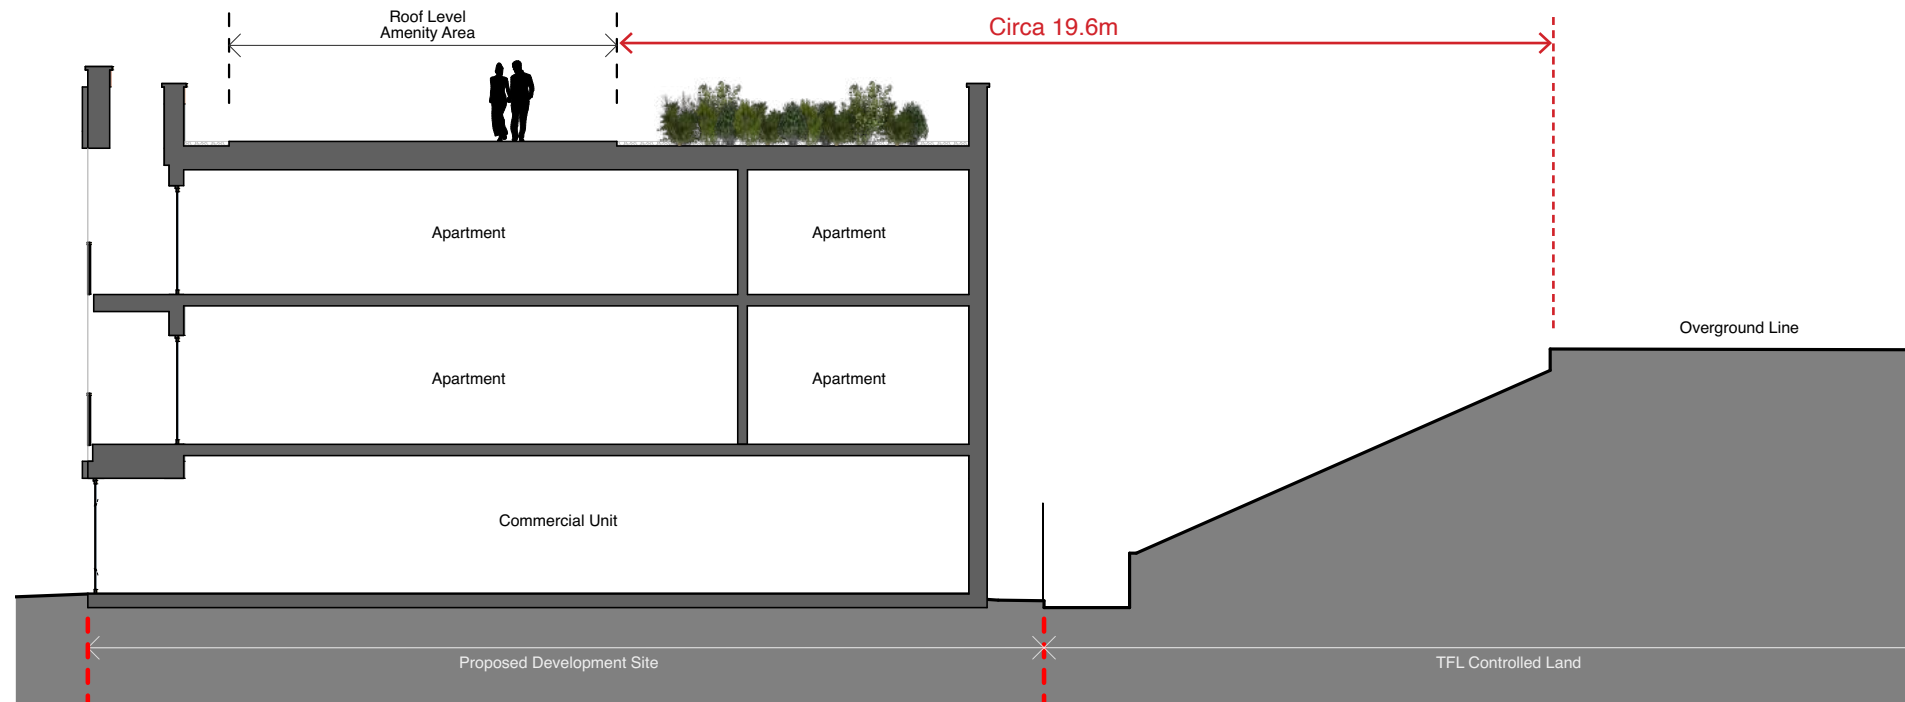 Roof Level
Amenity Area
Circa 19.6m
Apartment
Apartment
Overground Line
Apartment
Apartment
Commercial Unit
Proposed Development Site
TFL Controlled Land